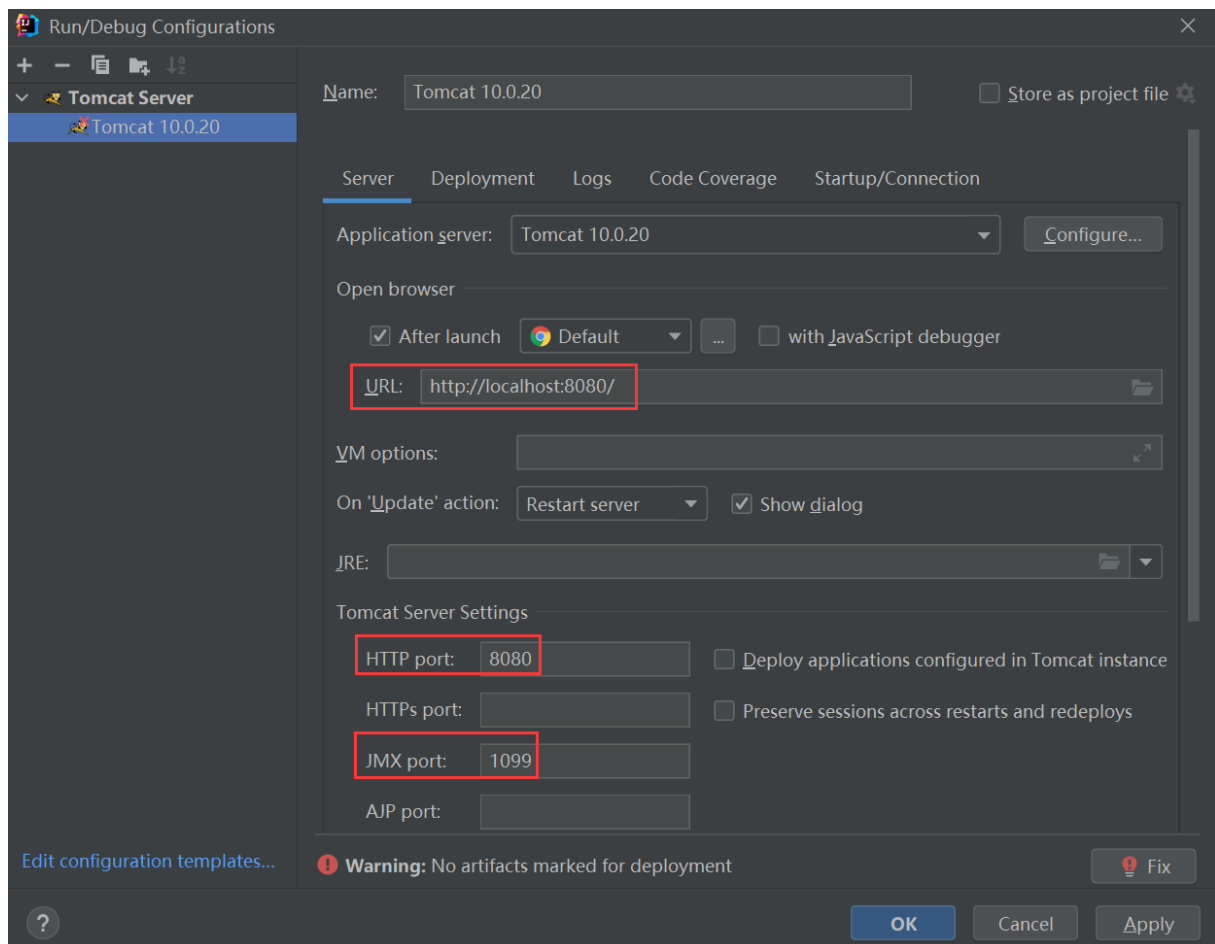 Run/Debug Configurations
Tomcat Server
Tomcat 10.0.20
Name: Tomcat 10.0.20 Store as project file
Server Deployment Logs Code Coverage Startup/Connection
Application server: Tomcat 10.0.20 Configure...
Open browser
After launch Default ... with JavaScript debugger
URL: http://localhost:8080/
VM options:
On 'Update' action: Restart server Show dialog
JRE:
Tomcat Server Settings
HTTP port: 8080 Deploy applications configured in Tomcat instance
HTTPs port: Preserve sessions across restarts and redeploys
JMX port: 1099
AJP port:
Edit configuration templates...
Warning: No artifacts marked for deployment Fix
? OK Cancel Apply